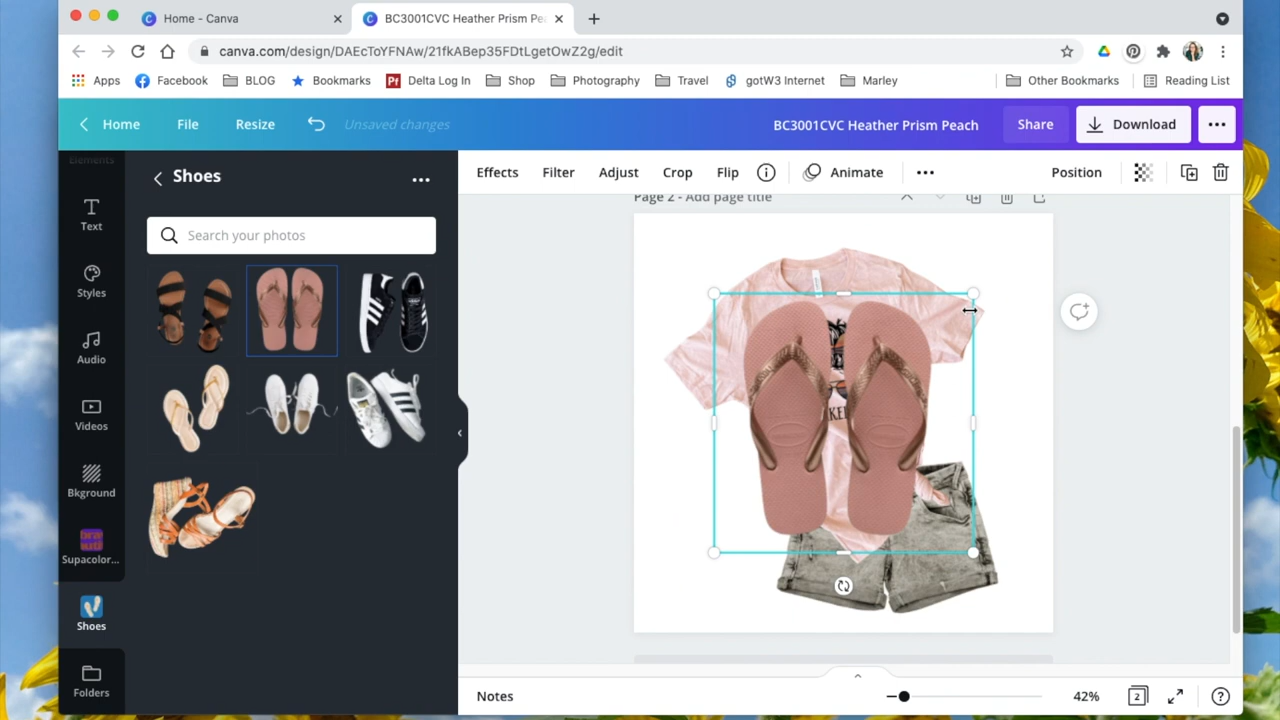 Home - Canva
BC3001CVC Heather Prism Pe
canva.com/design/DAEcToYFNAw/21fkABep35FDtLgetOwZ2g/edit
Apps Facebook BLOG Bookmarks Delta Log In Shop Photography Travel gotW3 Internet Marley Other Bookmarks Reading List
Home File Resize Unsaved changes BC3001CVC Heather Prism Peach Share Download
Elements
Shoes
Effects Filter Adjust Crop Flip Animate Position
Page 2 - Add page title
Text
Search your photos
Styles
Audio
Videos
Bkground
Supacolor...
Shoes
Folders
Notes
42%
2